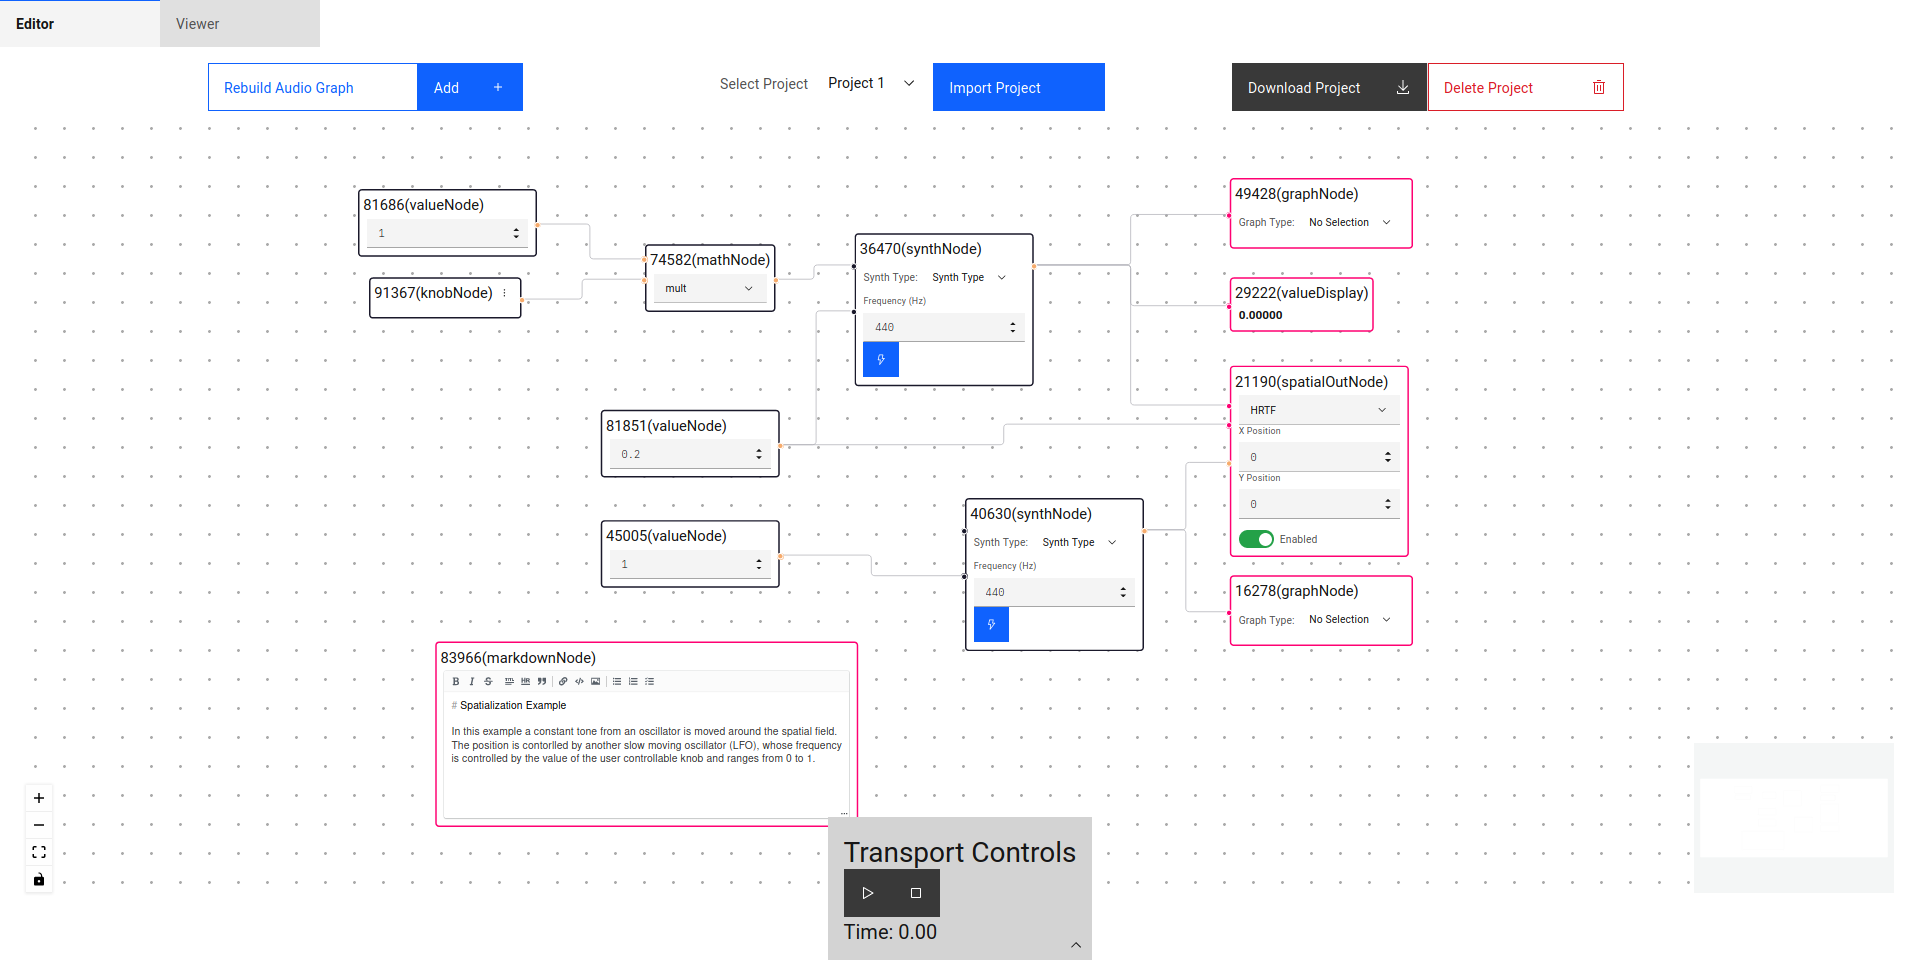 Editor
Viewer
Rebuild Audio Graph
Add
Select Project
Project 1
Import Project
Download Project
Delete Project
81686(valueNode)
1
91367(knobNode)
74582(mathNode)
mult
36470(synthNode)
Synth Type: Synth Type
Frequency (Hz)
440
49428(graphNode)
Graph Type: No Selection
29222(valueDisplay)
0.00000
21190(spatialOutNode)
HRTF
X Position
0
Y Position
0
Enabled
81851(valueNode)
0.2
45005(valueNode)
1
40630(synthNode)
Synth Type: Synth Type
Frequency (Hz)
440
16278(graphNode)
Graph Type: No Selection
83966(markdownNode)
# Spatialization Example
In this example a constant tone from an oscillator is moved around the spatial field.
The position is contorlled by another slow moving oscillator (LFO), whose frequency
is controlled by the value of the user controllable knob and ranges from 0 to 1.
Transport Controls
Time: 0.00